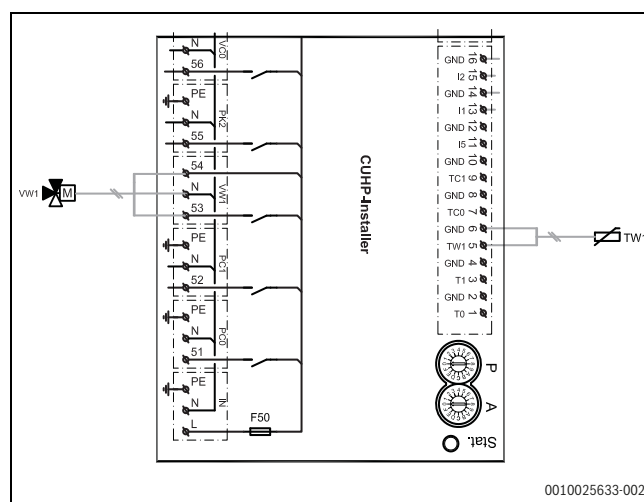 N
VC0
56
PE
PK2
N
55
54
VW1
N
53
PE
PC1
N
52
PE
PC0
N
51
PE
IN
N
L
F50
VW1
M
CUHP-Installer
GND 16
I2 15
GND 14
I1 13
GND 12
I5 11
GND 10
TC1 9
GND 8
TC0 7
GND 6
TW1 5
GND 4
T1 3
GND 2
T0 1
TW1
P
A
Stat.
0010025633-002